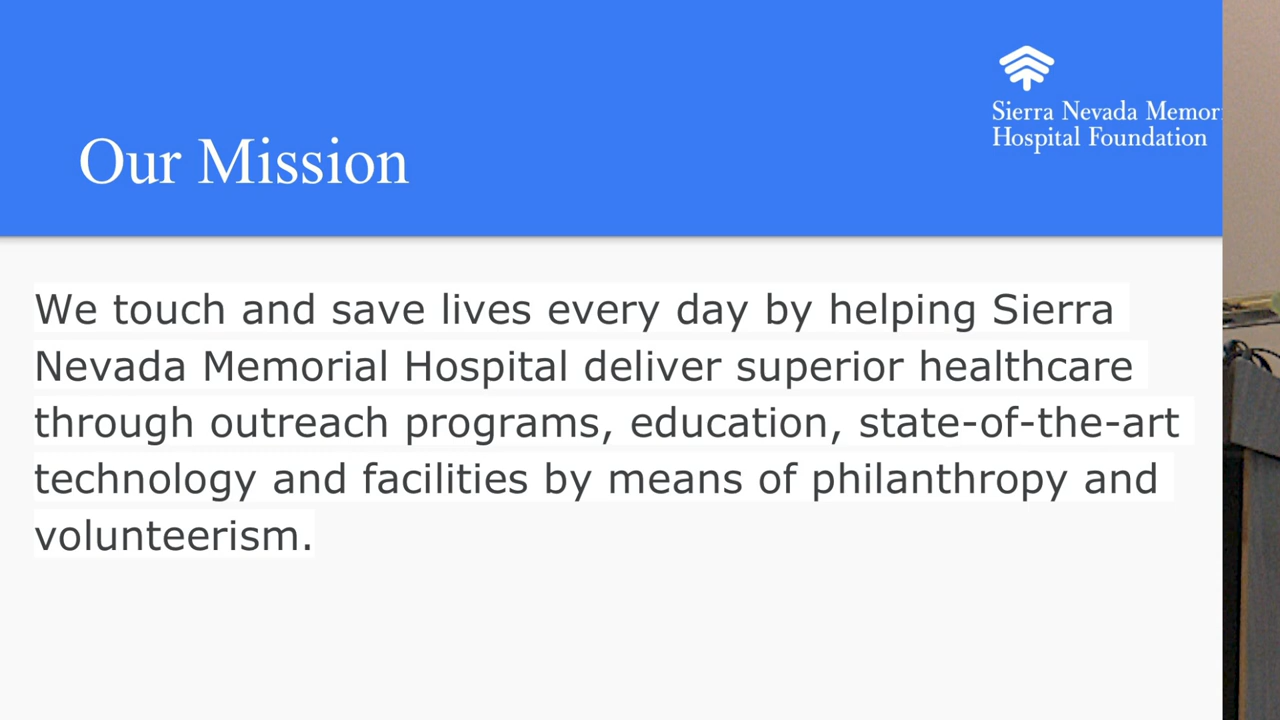 Sierra Nevada Memor
Hospital Foundation
Our Mission
We touch and save lives every day by helping Sierra
Nevada Memorial Hospital deliver superior healthcare
through outreach programs, education, state-of-the-art
technology and facilities by means of philanthropy and
volunteerism.